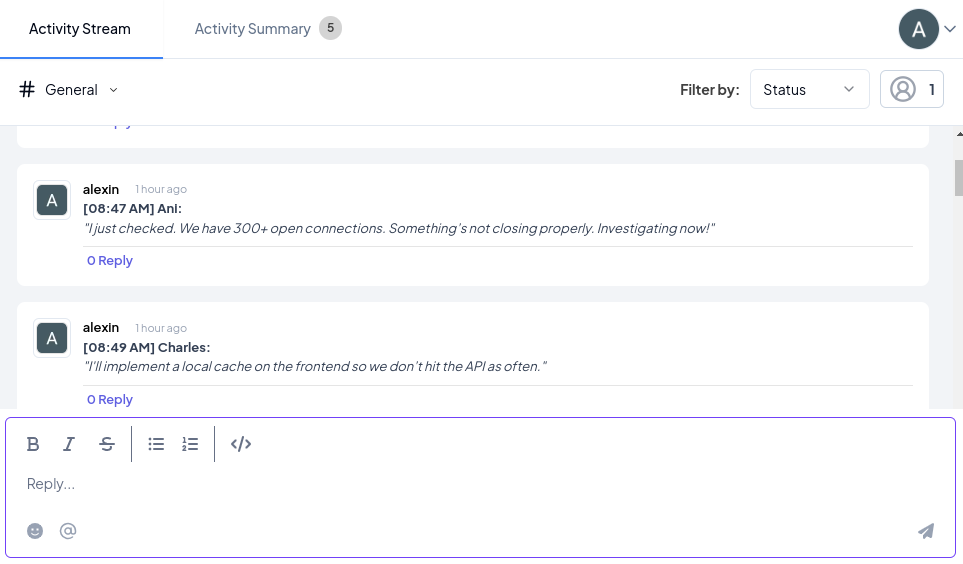 Activity Stream
Activity Summary 5
A
# General
Filter by:
Status
1
A
alexin 1 hour ago
[08:47 AM] Ani:
"I just checked. We have 300+ open connections. Something's not closing properly. Investigating now!"
0 Reply
A
alexin 1 hour ago
[08:49 AM] Charles:
"I'll implement a local cache on the frontend so we don't hit the API as often."
0 Reply
B I S </>
Reply...
@